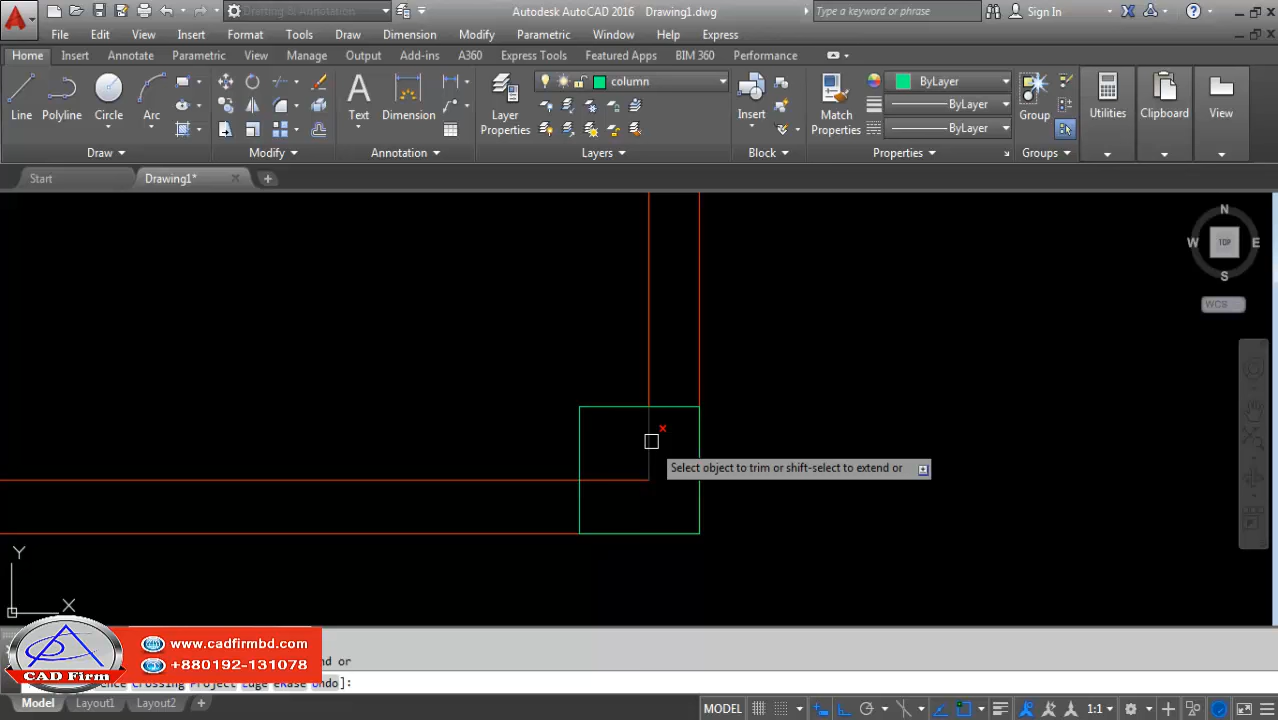 Drawing & Annotation
Autodesk AutoCAD 2016 Drawing1.dwg
Type a keyword or phrase
Sign In
File Edit View Insert Format Tools Draw Dimension Modify Parametric Window Help Express
Home Insert Annotate Parametric View Manage Output Add-ins A360 Express Tools Featured Apps BIM 360 Performance
column
ByLayer
ByLayer
ByLayer
Line Polyline Circle Arc
Text Dimension
Layer Properties
Insert
Match Properties
Group
Utilities Clipboard View
Draw Modify Annotation Layers Block Properties Groups
Start Drawing1*
N
W TOP E
S
WCS
Select object to trim or shift-select to extend or
Y
X
www.cadfirmbd.com
+880192-131078
CAD Firm
nd or
ence Crossing Project Edge eRase Undo]:
Model Layout1 Layout2 +
MODEL 1:1